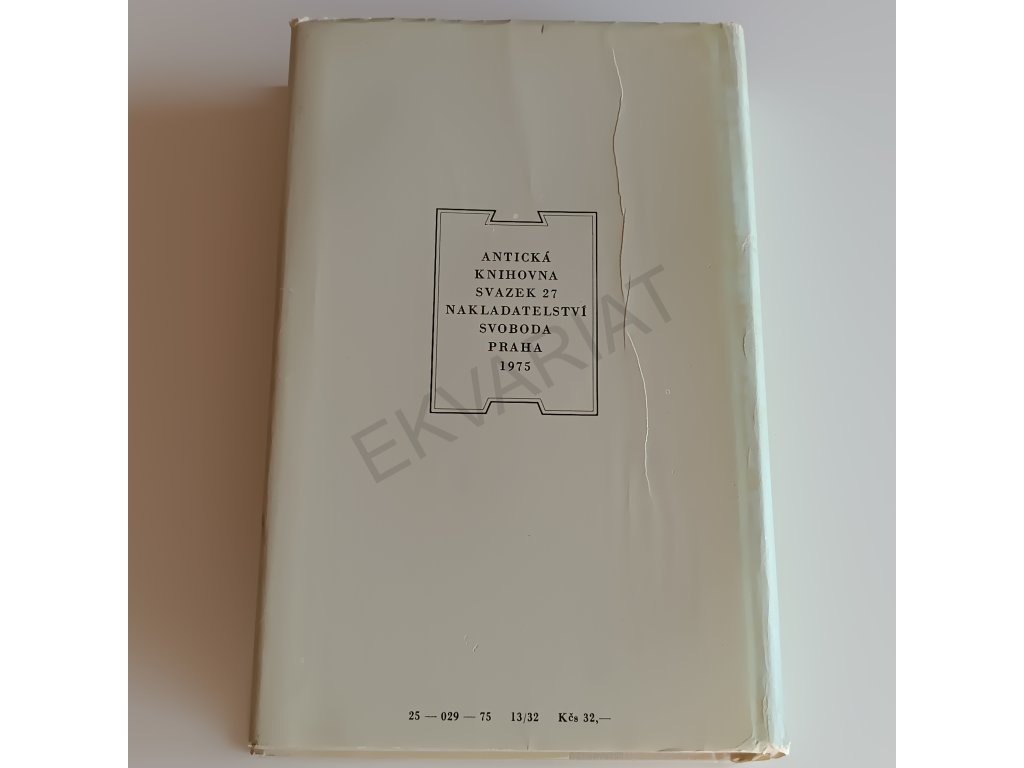 ANTICKÁ
KNIHOVNA
SVAZEK 27
NAKLADATELSTVÍ
SVOBODA
PRAHA
1975
EKVARIAT
25 — 029 — 75 13/32 Kčs 32,—